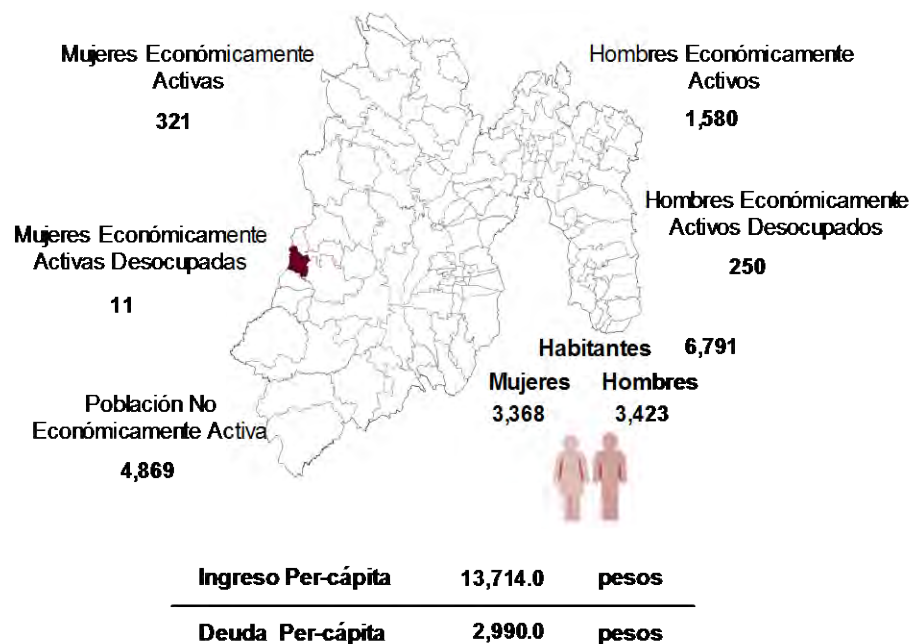 Mujeres Económicamente
Activas
321
Hombres Económicamente
Activos
1,580
Mujeres Económicamente
Activas Desocupadas
11
Hombres Económicamente
Activos Desocupados
250
Habitantes 6,791
Mujeres Hombres
3,368 3,423
Población No
Económicamente Activa
4,869
Ingreso Per-cápita 13,714.0 pesos
Deuda Per-cápita 2,990.0 pesos